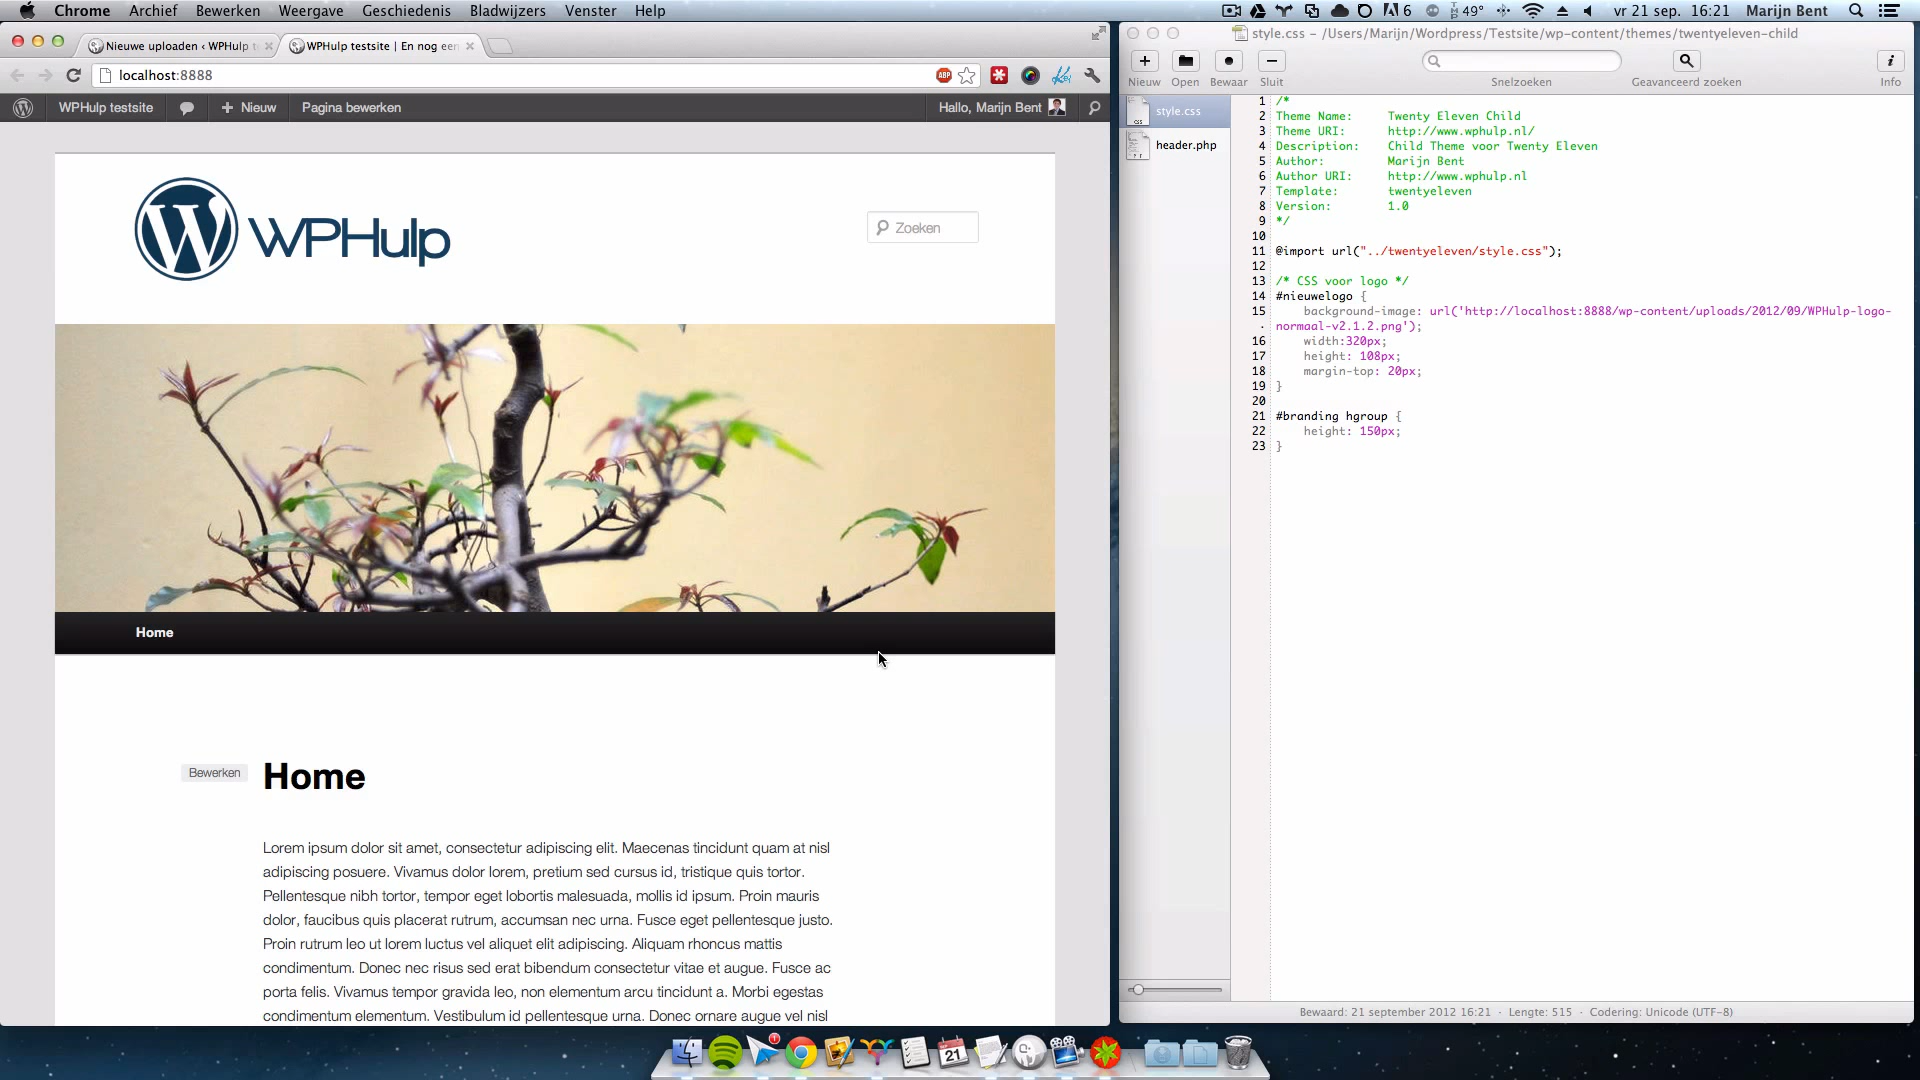 Chrome Archief Bewerken Weergave Geschiedenis Bladwijzers Venster Help
6 49° vr 21 sep. 16:21 Marijn Bent
Nieuwe uploaden ‹ WPHulp
WPHulp testsite | En nog een
localhost:8888
ABP
WPHulp testsite Nieuw Pagina bewerken Hallo, Marijn Bent
WPHulp
Zoeken
Home
Bewerken
Home
Lorem ipsum dolor sit amet, consectetur adipiscing elit. Maecenas tincidunt quam at nisl
adipiscing posuere. Vivamus dolor lorem, pretium sed cursus id, tristique quis tortor.
Pellentesque nibh tortor, tempor eget lobortis malesuada, mollis id ipsum. Proin mauris
dolor, faucibus quis placerat rutrum, accumsan nec urna. Fusce eget pellentesque justo.
Proin rutrum leo ut lorem luctus vel aliquet elit adipiscing. Aliquam rhoncus mattis
condimentum. Donec nec risus sed erat bibendum consectetur vitae et augue. Fusce ac
porta felis. Vivamus tempor gravida leo, non elementum arcu tincidunt a. Morbi egestas
condimentum elementum. Vestibulum id pellentesque urna. Donec ornare augue vel nisl
style.css – /Users/Marijn/Wordpress/Testsite/wp-content/themes/twentyeleven-child
Nieuw Open Bewaar Sluit Snelzoeken Geavanceerd zoeken Info
style.css
header.php
1 /*
2 Theme Name: Twenty Eleven Child
3 Theme URI: http://www.wphulp.nl/
4 Description: Child Theme voor Twenty Eleven
5 Author: Marijn Bent
6 Author URI: http://www.wphulp.nl
7 Template: twentyeleven
8 Version: 1.0
9 */
10
11 @import url("../twentyeleven/style.css");
12
13 /* CSS voor logo */
14 #nieuwelogo {
15 background-image: url('http://localhost:8888/wp-content/uploads/2012/09/WPHulp-logo-
normaal-v2.1.2.png');
16 width:320px;
17 height: 108px;
18 margin-top: 20px;
19 }
20
21 #branding hgroup {
22 height: 150px;
23 }
Bewaard: 21 september 2012 16:21 · Lengte: 515 · Codering: Unicode (UTF-8)
21